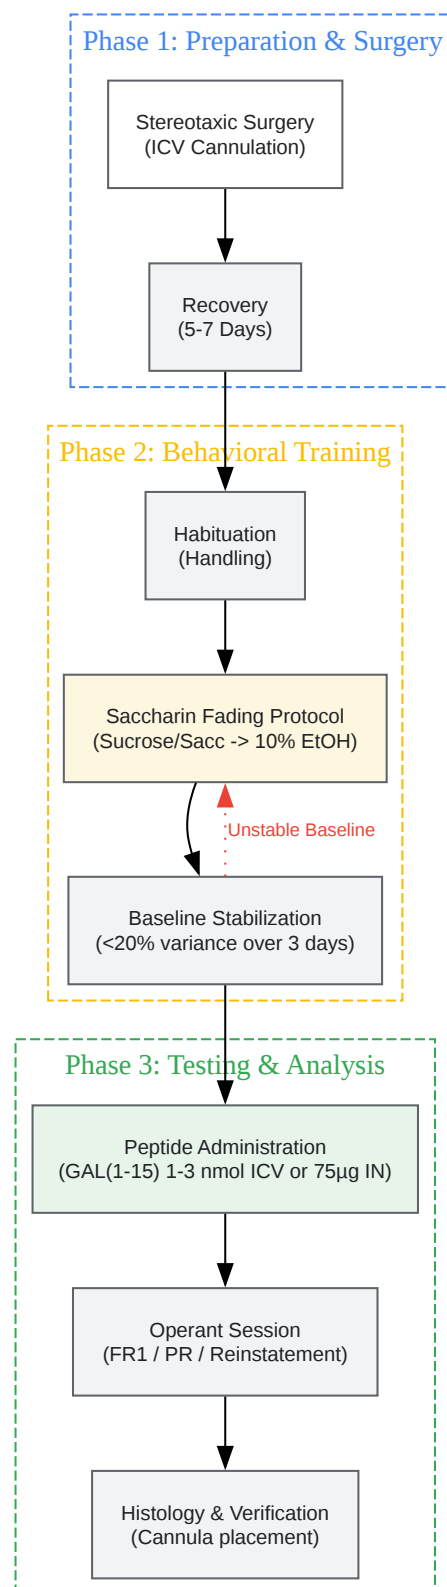 Phase 1: Preparation & Surgery
Stereotaxic Surgery
(ICV Cannulation)
Recovery
(5-7 Days)
Phase 2: Behavioral Training
Habituation
(Handling)
Saccharin Fading Protocol
(Sucrose/Sacc -> 10% EtOH)
Unstable Baseline
Baseline Stabilization
(<20% variance over 3 days)
Phase 3: Testing & Analysis
Peptide Administration
(GAL(1-15) 1-3 nmol ICV or 75µg IN)
Operant Session
(FR1 / PR / Reinstatement)
Histology & Verification
(Cannula placement)